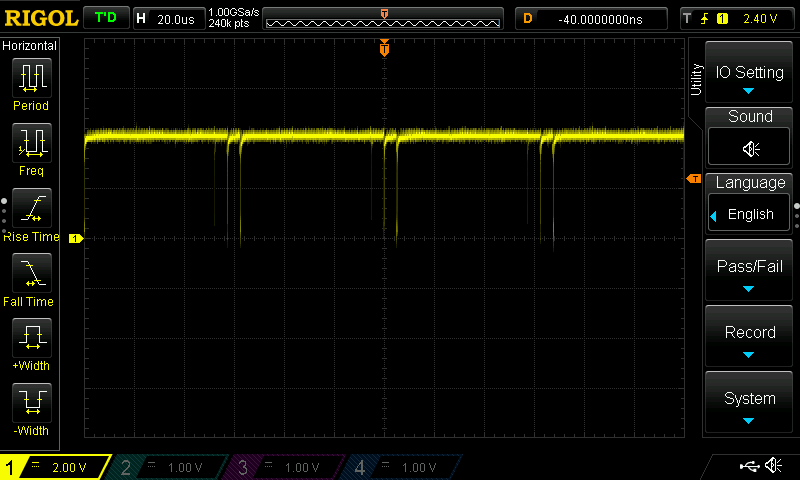 RIGOL T'D H 20.0us 1.00GSa/s 240k pts T D -40.0000000ns T 1 2.40 V
Horizontal
Period
Freq
Rise Time
Fall Time
+Width
-Width
T
T
1
Utility
IO Setting
Sound
Language
English
Pass/Fail
Record
System
1 2.00 V 2 1.00 V 3 1.00 V 4 1.00 V